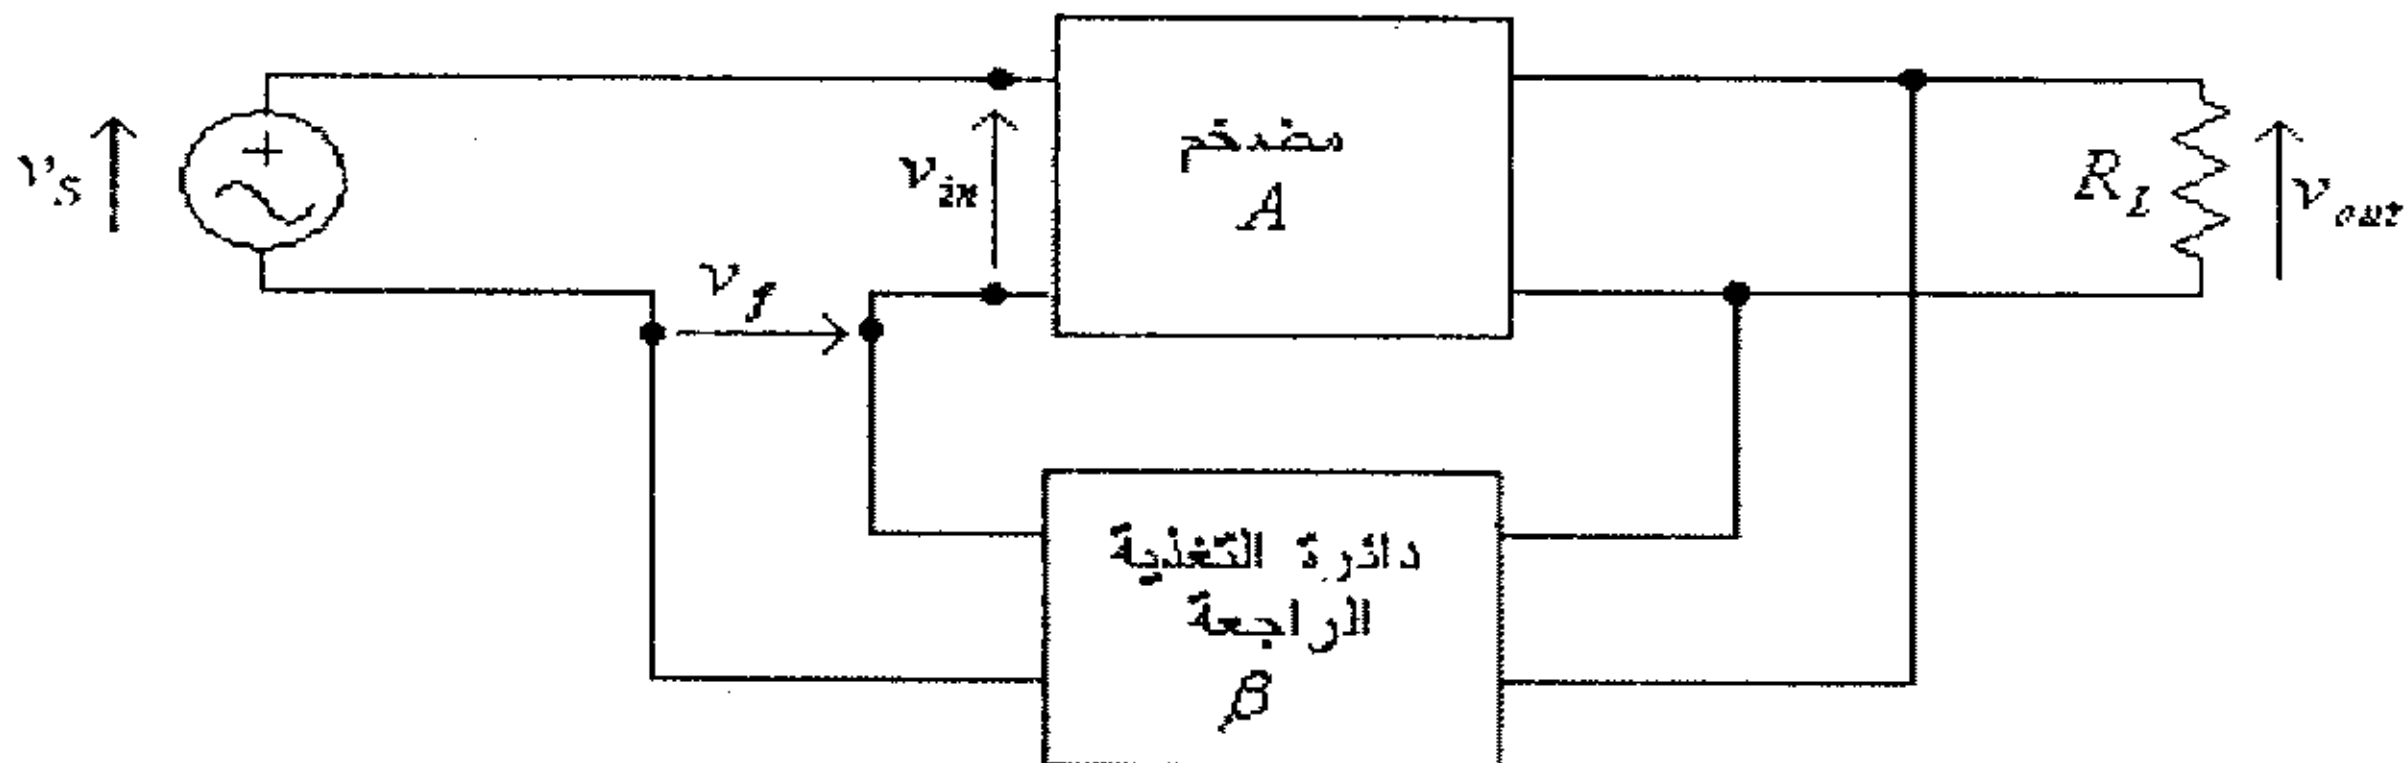 مضخم
A
v_S
v_in
v_f
R_L
v_out
دائرة التغذية
الراجعة
β
+